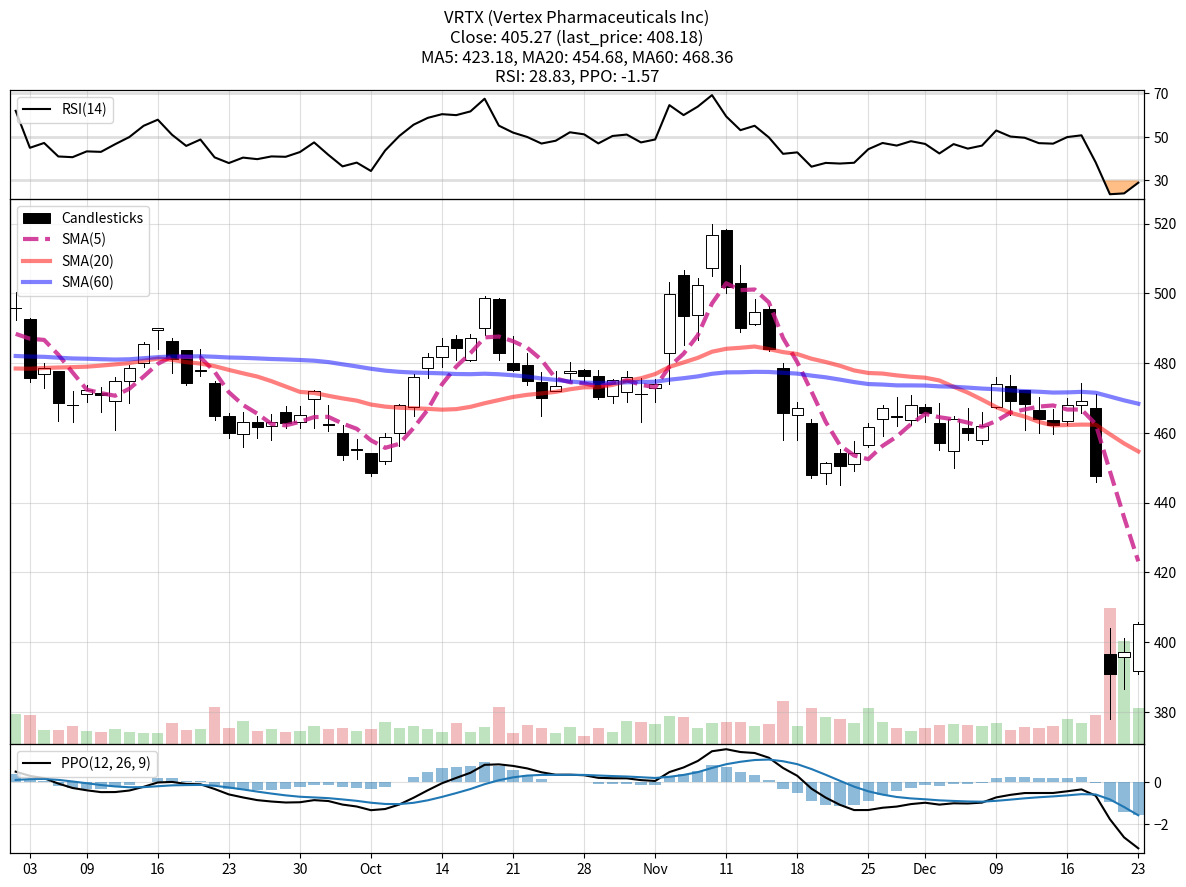 VRTX (Vertex Pharmaceuticals Inc)
Close: 405.27 (last_price: 408.18)
MA5: 423.18, MA20: 454.68, MA60: 468.36
RSI: 28.83, PPO: -1.57
RSI(14)
70
50
30
Candlesticks
SMA(5)
SMA(20)
SMA(60)
520
500
480
460
440
420
400
380
PPO(12, 26, 9)
0
−2
03 09 16 23 30 Oct 14 21 28 Nov 11 18 25 Dec 09 16 23